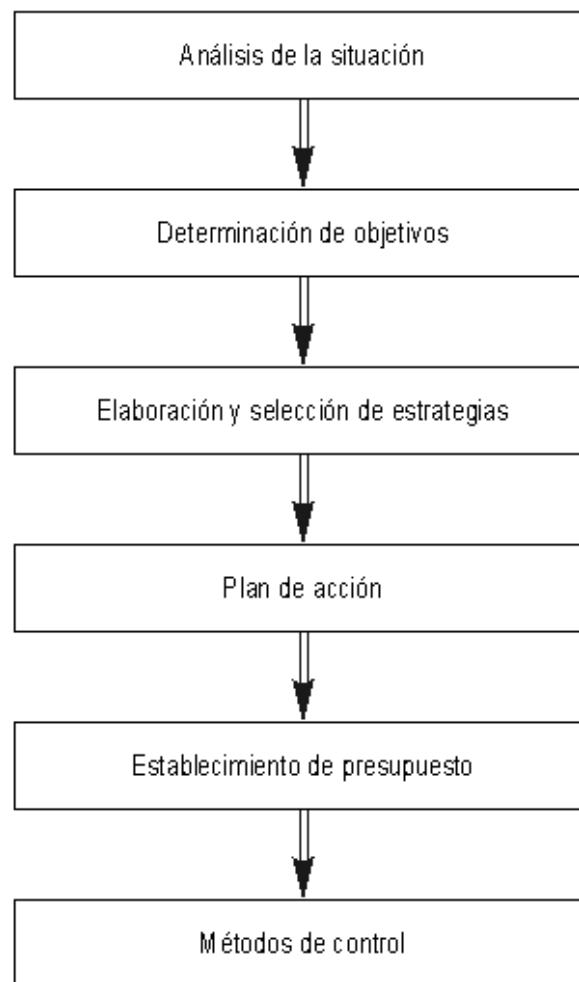 Análisis de la situación
Determinación de objetivos
Elaboración y selección de estrategias
Plan de acción
Establecimiento de presupuesto
Métodos de control